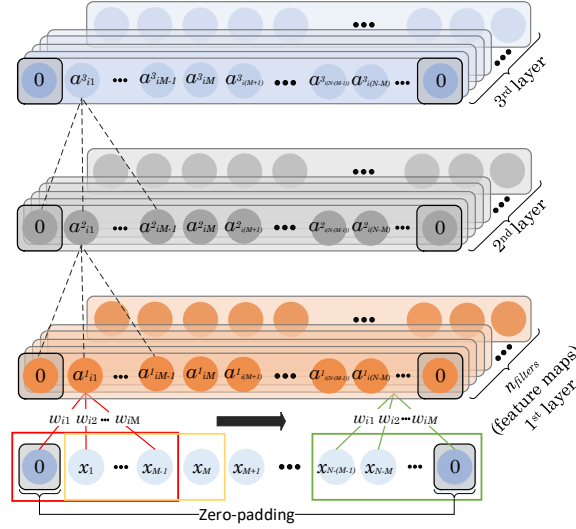 •••
0 a³ᵢ₁ ••• a³ᵢM-1 a³ᵢM a³ᵢ(M+1) ••• a³ᵢ(N-(M-1)) a³ᵢ(N-M) ••• 0
••• 3rd layer
•••
0 a²ᵢ₁ ••• a²ᵢM-1 a²ᵢM a²ᵢ(M+1) ••• a²ᵢ(N-(M-1)) a²ᵢ(N-M) ••• 0
••• 2nd layer
•••
0 a¹ᵢ₁ ••• a¹ᵢM-1 a¹ᵢM a¹ᵢ(M+1) ••• a¹ᵢ(N-(M-1)) a¹ᵢ(N-M) ••• 0
••• nfilters
(feature maps)
1st layer
wi1 wi2 ••• wiM wi1 wi2 ••• wiM
0 x1 ••• xM-1 xM xM+1 ••• xN-(M-1) xN-M ••• 0
Zero-padding